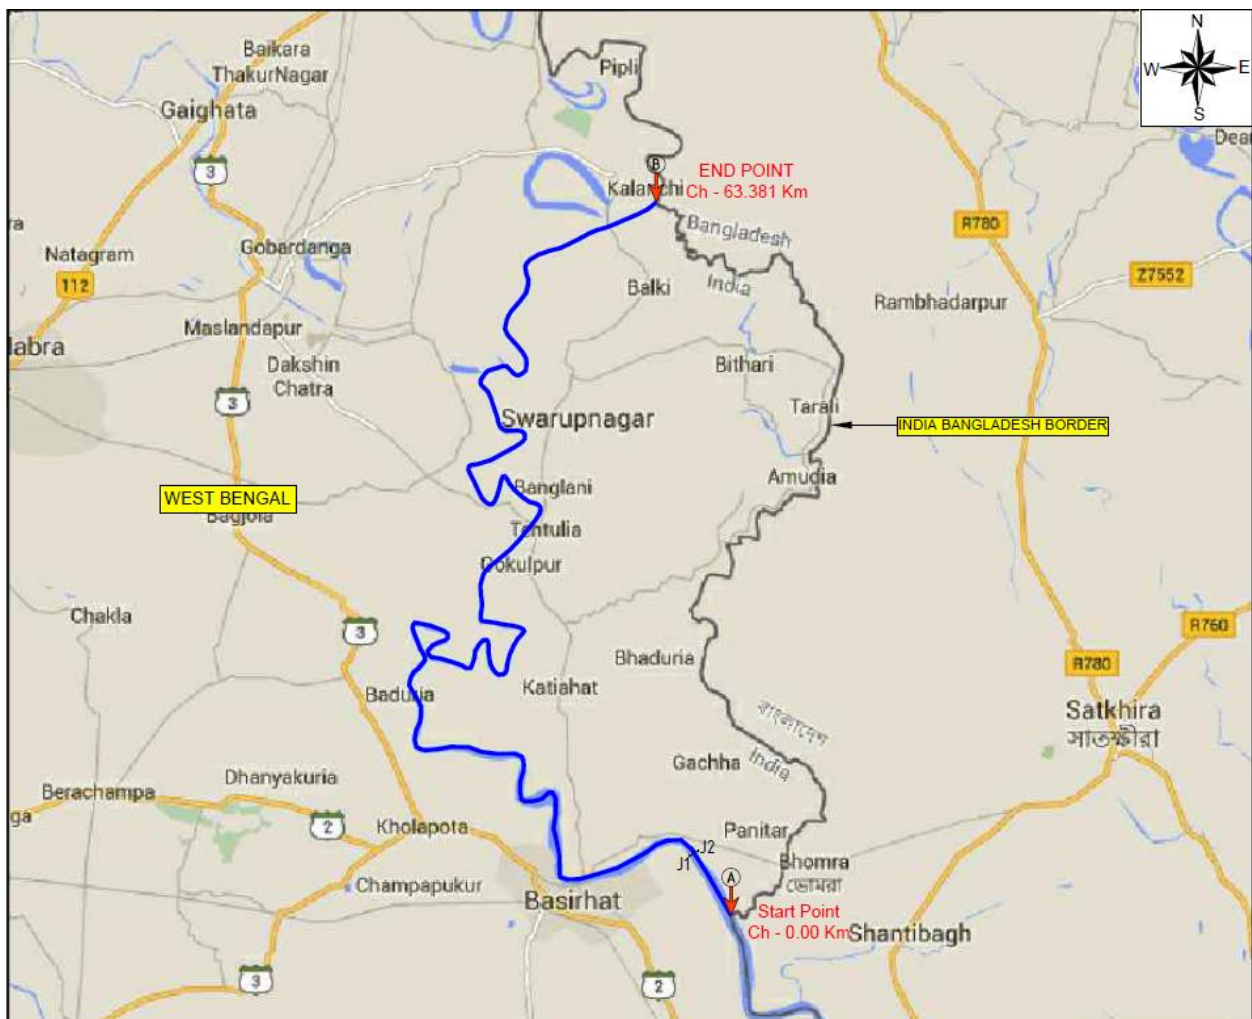 N
W E
S
Baikara
ThakurNagar
Gaighata
Pipli
3
B
END POINT
Ch - 63.381 Km
Kalanchi
Bangladesh
India
R780
Z7552
Natagram
112
Gobardanga
Balki
Rambhadarpur
Maslandapur
Dakshin
Chatra
Bithari
3
Tarali
Swarupnagar
INDIA BANGLADESH BORDER
Amudia
WEST BENGAL
Bagjola
Banglani
Tentulia
Gokulpur
Chakla
3
R760
Bhaduria
R780
Baduria
Katiahat
Satkhira
সাতক্ষীরা
বাংলাদেশ
India
Gachha
Dhanyakuria
Berachampa
2
Kholapota
Panitar
J2
J1
Bhomra
ভোমরা
A
Champapukur
Basirhat
Start Point
Ch - 0.00 Km
Shantibagh
3
2